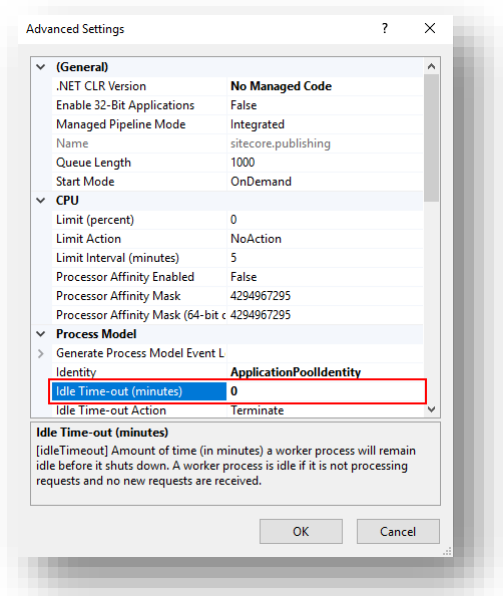 Advanced Settings ? ×
(General)
.NET CLR Version No Managed Code
Enable 32-Bit Applications False
Managed Pipeline Mode Integrated
Name sitecore.publishing
Queue Length 1000
Start Mode OnDemand
CPU
Limit (percent) 0
Limit Action NoAction
Limit Interval (minutes) 5
Processor Affinity Enabled False
Processor Affinity Mask 4294967295
Processor Affinity Mask (64-bit c 4294967295
Process Model
Generate Process Model Event L
Identity ApplicationPoolIdentity
Idle Time-out (minutes) 0
Idle Time-out Action Terminate
Idle Time-out (minutes)
[idleTimeout] Amount of time (in minutes) a worker process will remain
idle before it shuts down. A worker process is idle if it is not processing
requests and no new requests are received.
OK Cancel